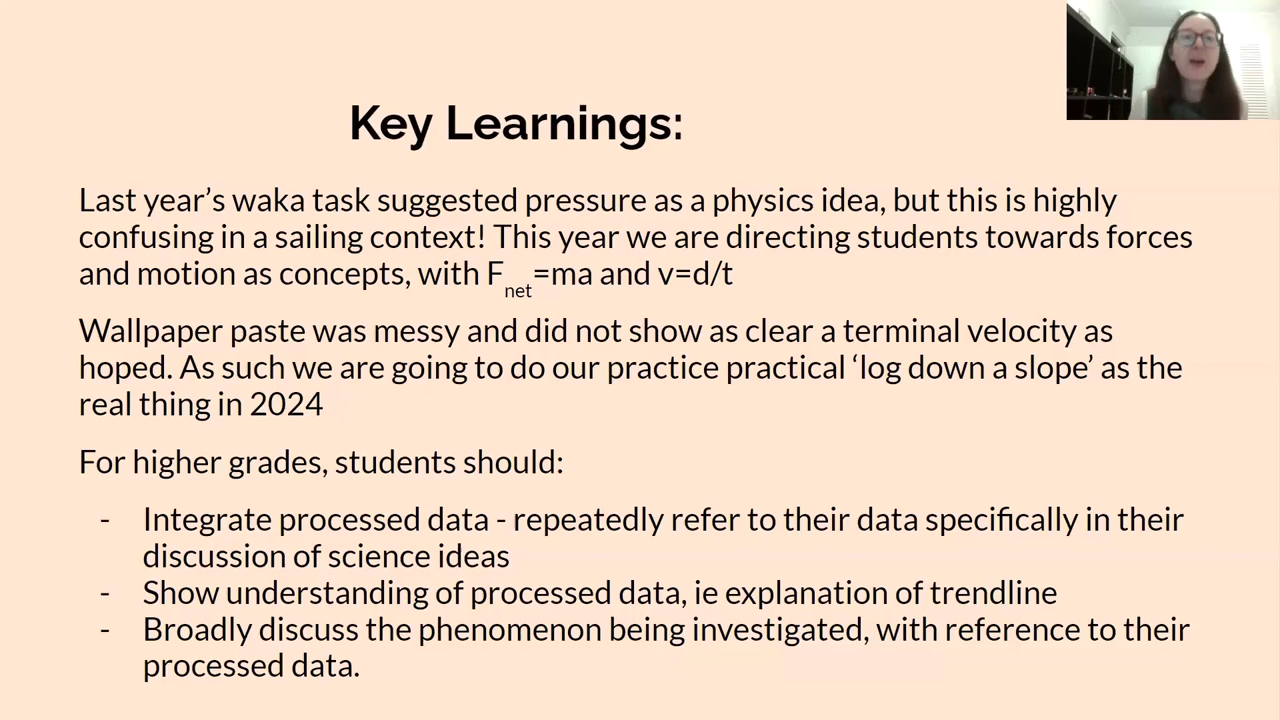 Key Learnings:
Last year’s waka task suggested pressure as a physics idea, but this is highly
confusing in a sailing context! This year we are directing students towards forces
and motion as concepts, with Fnet=ma and v=d/t
Wallpaper paste was messy and did not show as clear a terminal velocity as
hoped. As such we are going to do our practice practical ‘log down a slope’ as the
real thing in 2024
For higher grades, students should:
- Integrate processed data - repeatedly refer to their data specifically in their
discussion of science ideas
- Show understanding of processed data, ie explanation of trendline
- Broadly discuss the phenomenon being investigated, with reference to their
processed data.